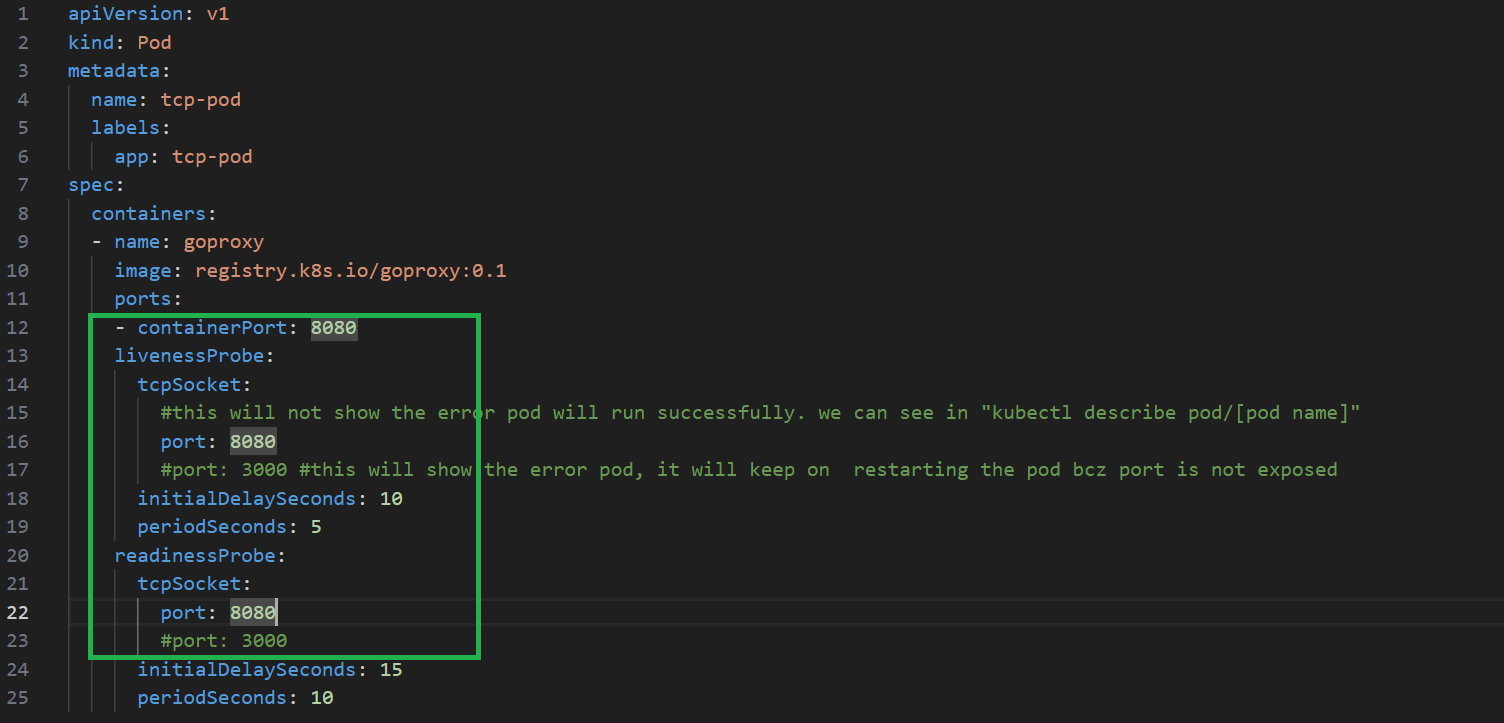 1 apiVersion: v1
2 kind: Pod
3 metadata:
4   name: tcp-pod
5   labels:
6     app: tcp-pod
7 spec:
8   containers:
9   - name: goproxy
10     image: registry.k8s.io/goproxy:0.1
11     ports:
12     - containerPort: 8080
13     livenessProbe:
14       tcpSocket:
15         #this will not show the error pod will run successfully. we can see in "kubectl describe pod/[pod name]"
16         port: 8080
17         #port: 3000 #this will show the error pod, it will keep on  restarting the pod bcz port is not exposed
18       initialDelaySeconds: 10
19       periodSeconds: 5
20     readinessProbe:
21       tcpSocket:
22         port: 8080
23         #port: 3000
24       initialDelaySeconds: 15
25       periodSeconds: 10